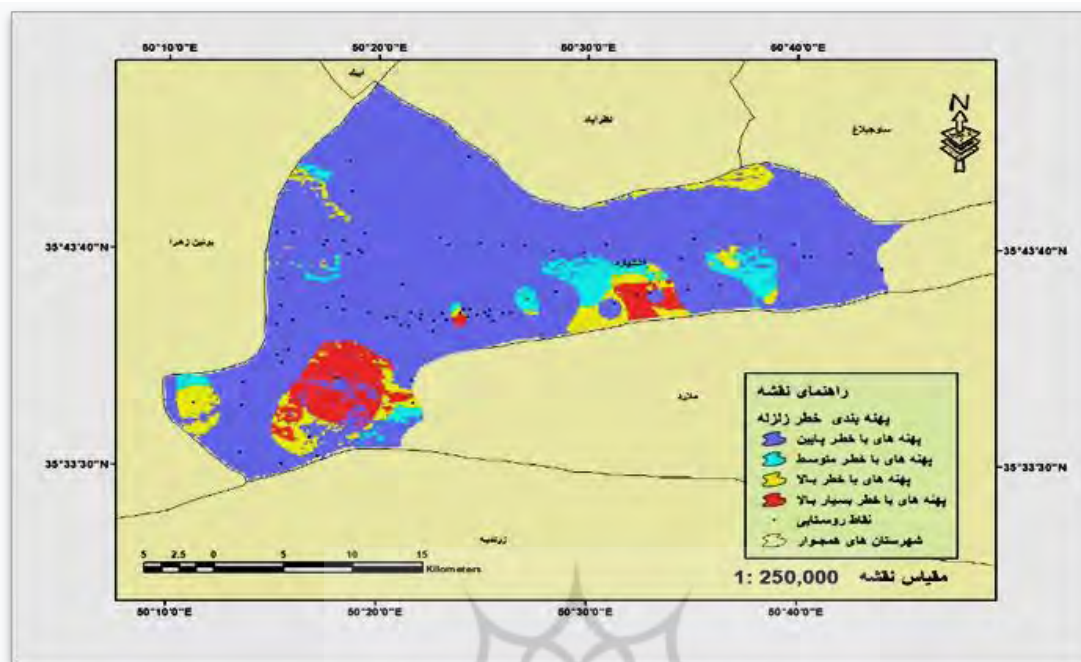 50°10'0"E 50°20'0"E 50°30'0"E 50°40'0"E
آبیک
نظرآباد
ساوجبلاغ
N
بوئین زهرا
35°43'40"N 35°43'40"N
اشتهارد
ملارد
راهنمای نقشه
پهنه بندی خطر زلزله
پهنه های با خطر پایین
پهنه های با خطر متوسط
پهنه های با خطر بالا
پهنه های با خطر بسیار بالا
نقاط روستایی
شهرستان های همجوار
35°33'30"N 35°33'30"N
زرندیه
5 2.5 0 5 10 15
Kilometers
مقیاس نقشه 1: 250,000
50°10'0"E 50°20'0"E 50°30'0"E 50°40'0"E